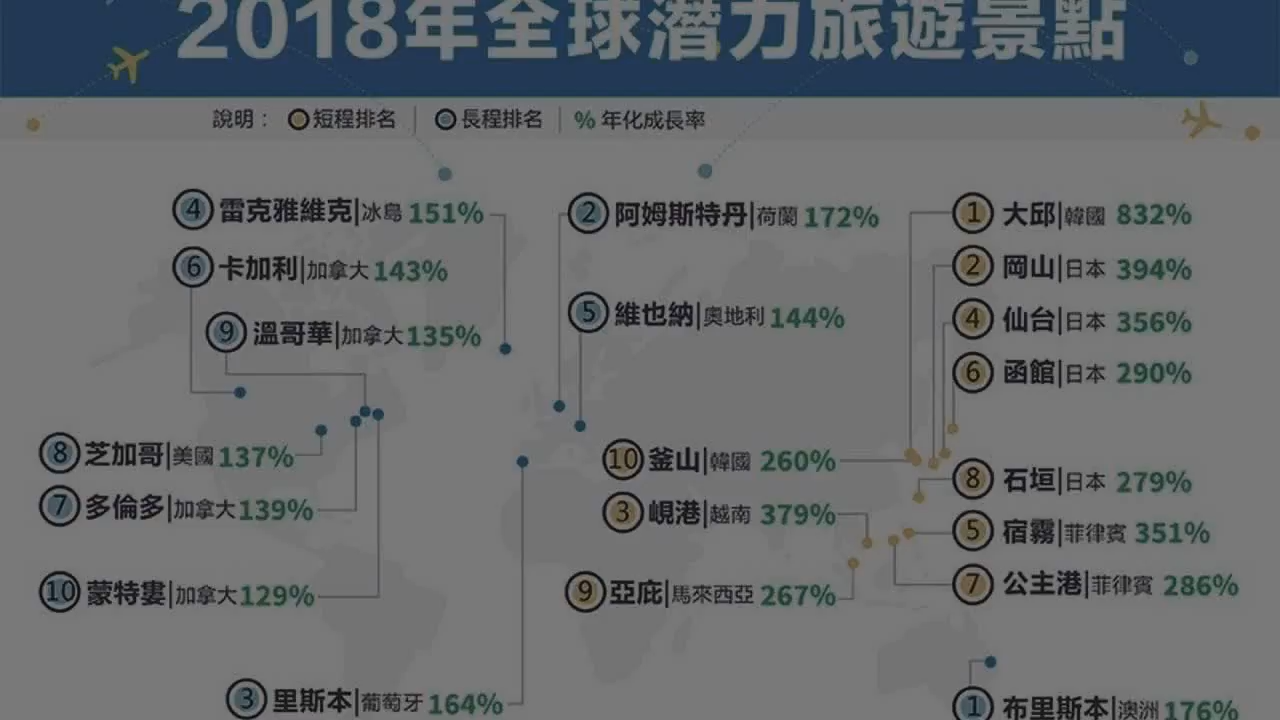 2018年全球潛力旅遊景點
說明： 短程排名 | 長程排名 | % 年化成長率
4 雷克雅維克|冰島 151%
6 卡加利|加拿大 143%
9 溫哥華|加拿大 135%
8 芝加哥|美國 137%
7 多倫多|加拿大 139%
10 蒙特婁|加拿大 129%
3 里斯本|葡萄牙 164%
2 阿姆斯特丹|荷蘭 172%
5 維也納|奧地利 144%
10 釜山|韓國 260%
3 峴港|越南 379%
9 亞庇|馬來西亞 267%
1 大邱|韓國 832%
2 岡山|日本 394%
4 仙台|日本 356%
6 函館|日本 290%
8 石垣|日本 279%
5 宿霧|菲律賓 351%
7 公主港|菲律賓 286%
1 布里斯本|澳洲 176%